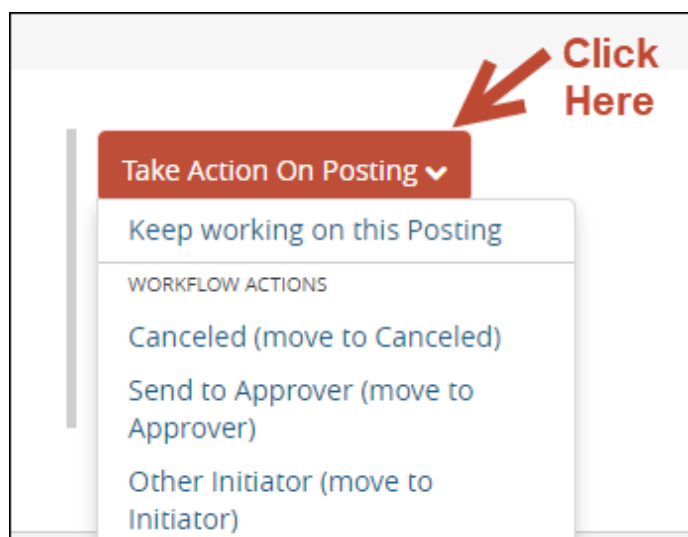 Click
Here
Take Action On Posting
Keep working on this Posting
WORKFLOW ACTIONS
Canceled (move to Canceled)
Send to Approver (move to
Approver)
Other Initiator (move to
Initiator)